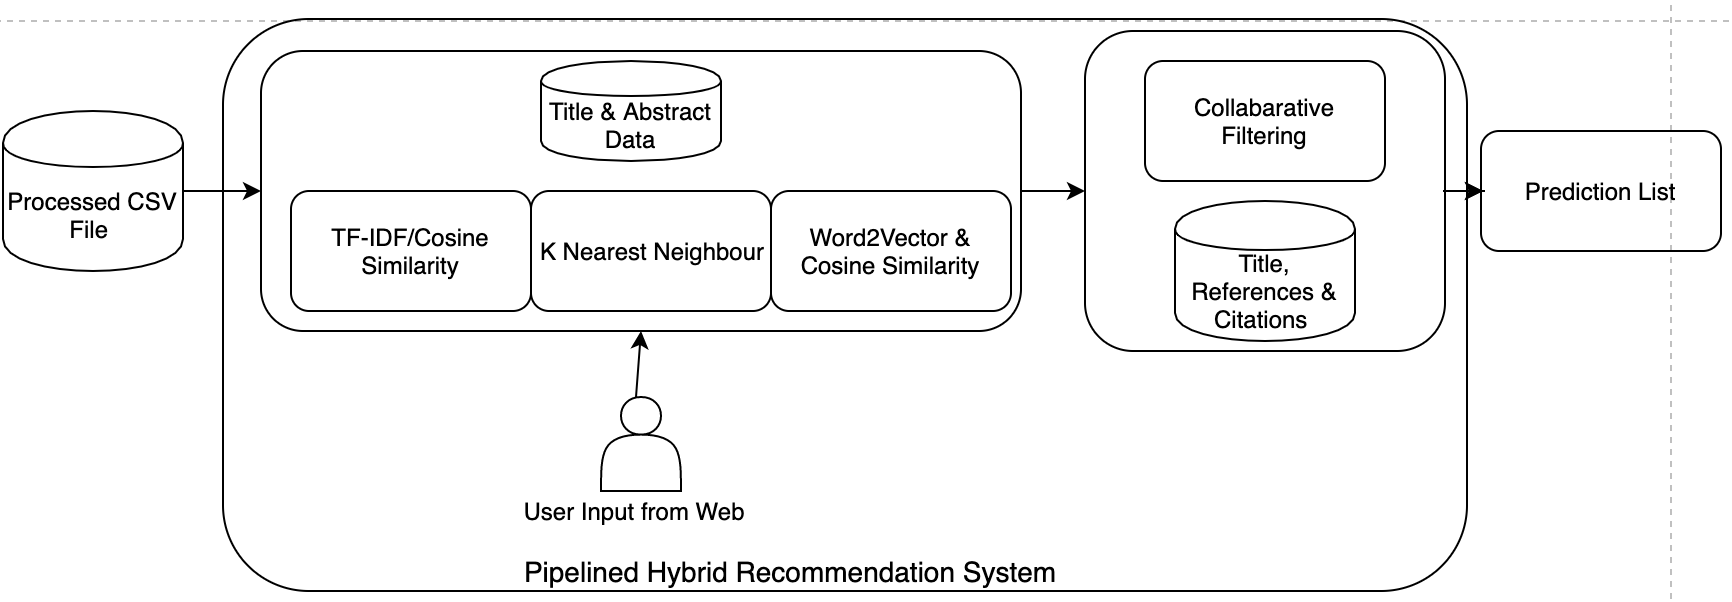 Processed CSV
File
Title & Abstract
Data
TF-IDF/Cosine
Similarity
K Nearest Neighbour
Word2Vector &
Cosine Similarity
User Input from Web
Collabarative
Filtering
Title,
References &
Citations
Prediction List
Pipelined Hybrid Recommendation System